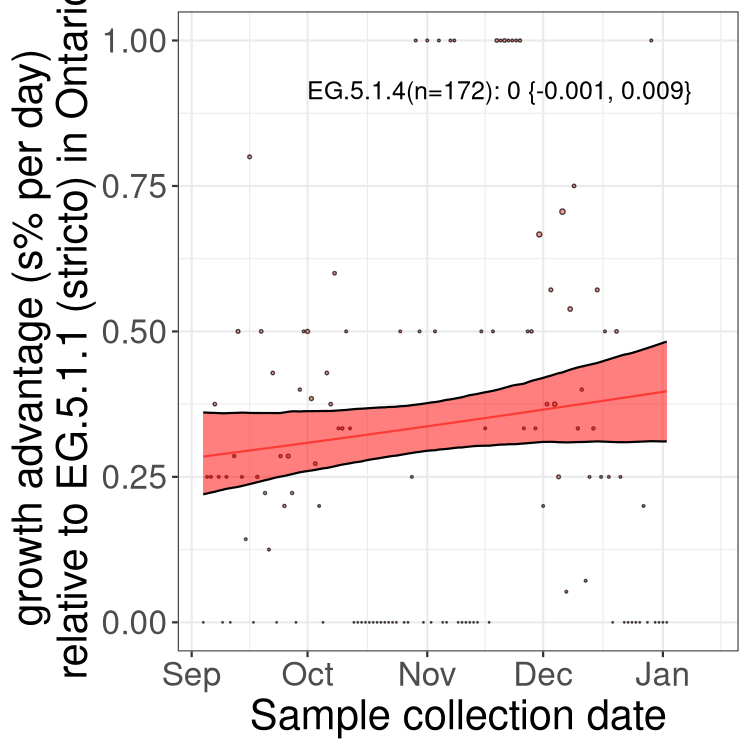 growth advantage (s% per day)
relative to EG.5.1.1 (stricto) in Ontario
1.00
0.75
0.50
0.25
0.00
EG.5.1.4(n=172): 0 {-0.001, 0.009}
Sep Oct Nov Dec Jan
Sample collection date